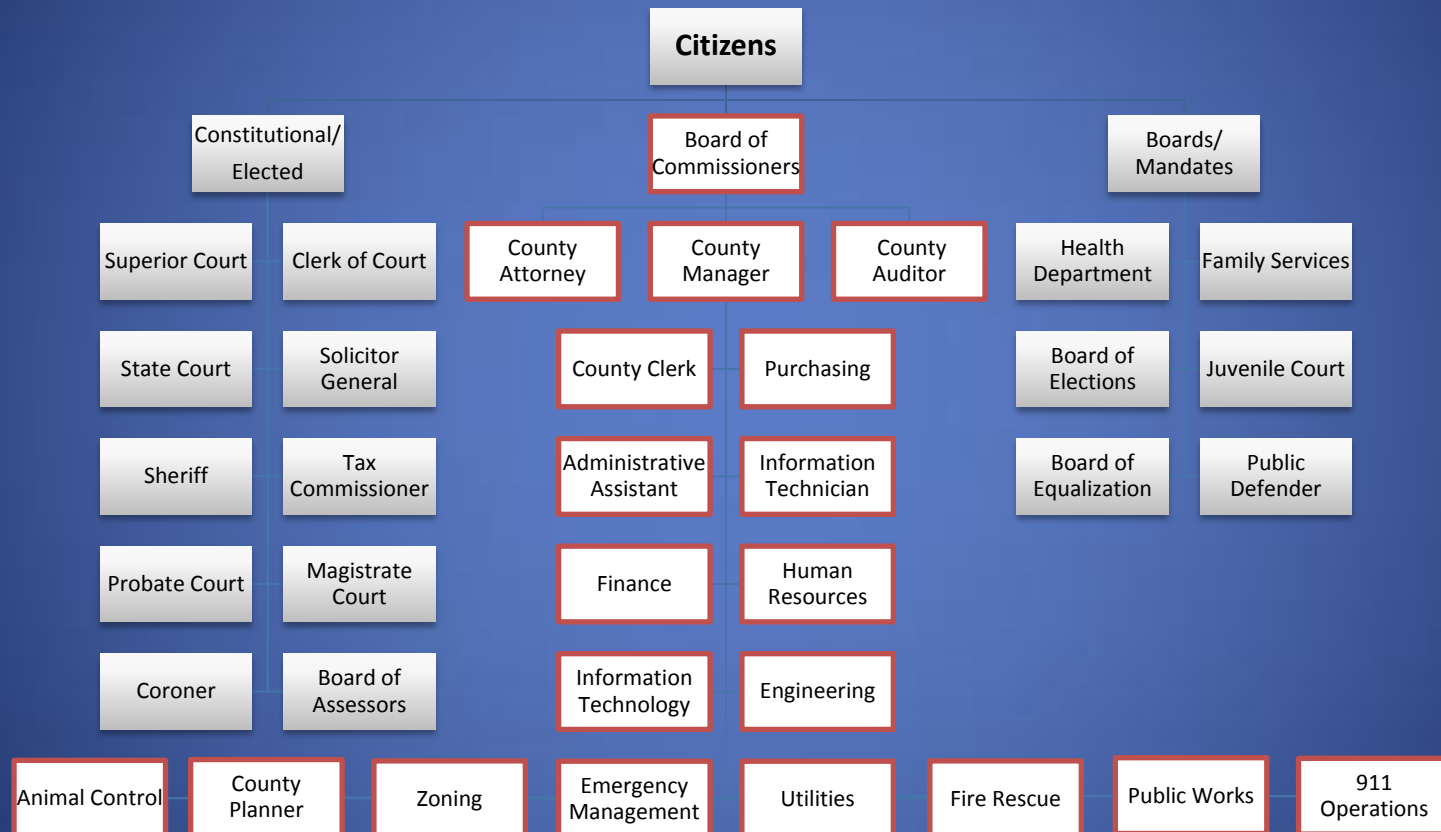 Citizens
Constitutional/
Elected
Board of
Commissioners
Boards/
Mandates
Superior Court
Clerk of Court
County
Attorney
County
Manager
County
Auditor
Health
Department
Family Services
State Court
Solicitor
General
County Clerk
Purchasing
Board of
Elections
Juvenile Court
Sheriff
Tax
Commissioner
Administrative
Assistant
Information
Technician
Board of
Equalization
Public
Defender
Probate Court
Magistrate
Court
Finance
Human
Resources
Coroner
Board of
Assessors
Information
Technology
Engineering
Animal Control
County
Planner
Zoning
Emergency
Management
Utilities
Fire Rescue
Public Works
911
Operations